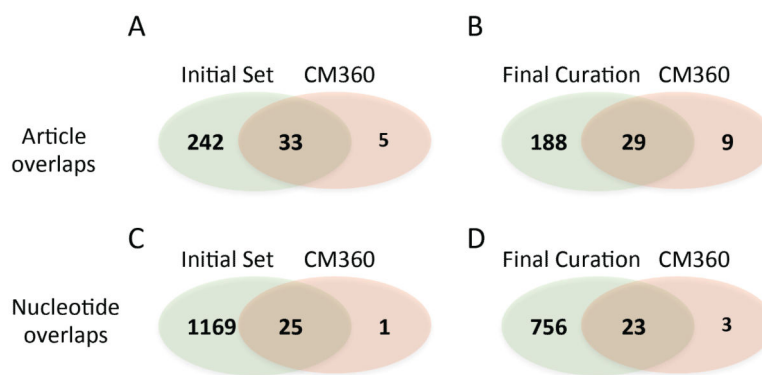 A
B
Initial Set CM360
Final Curation CM360
Article
overlaps
242 33 5
188 29 9
C
D
Initial Set CM360
Final Curation CM360
Nucleotide
overlaps
1169 25 1
756 23 3